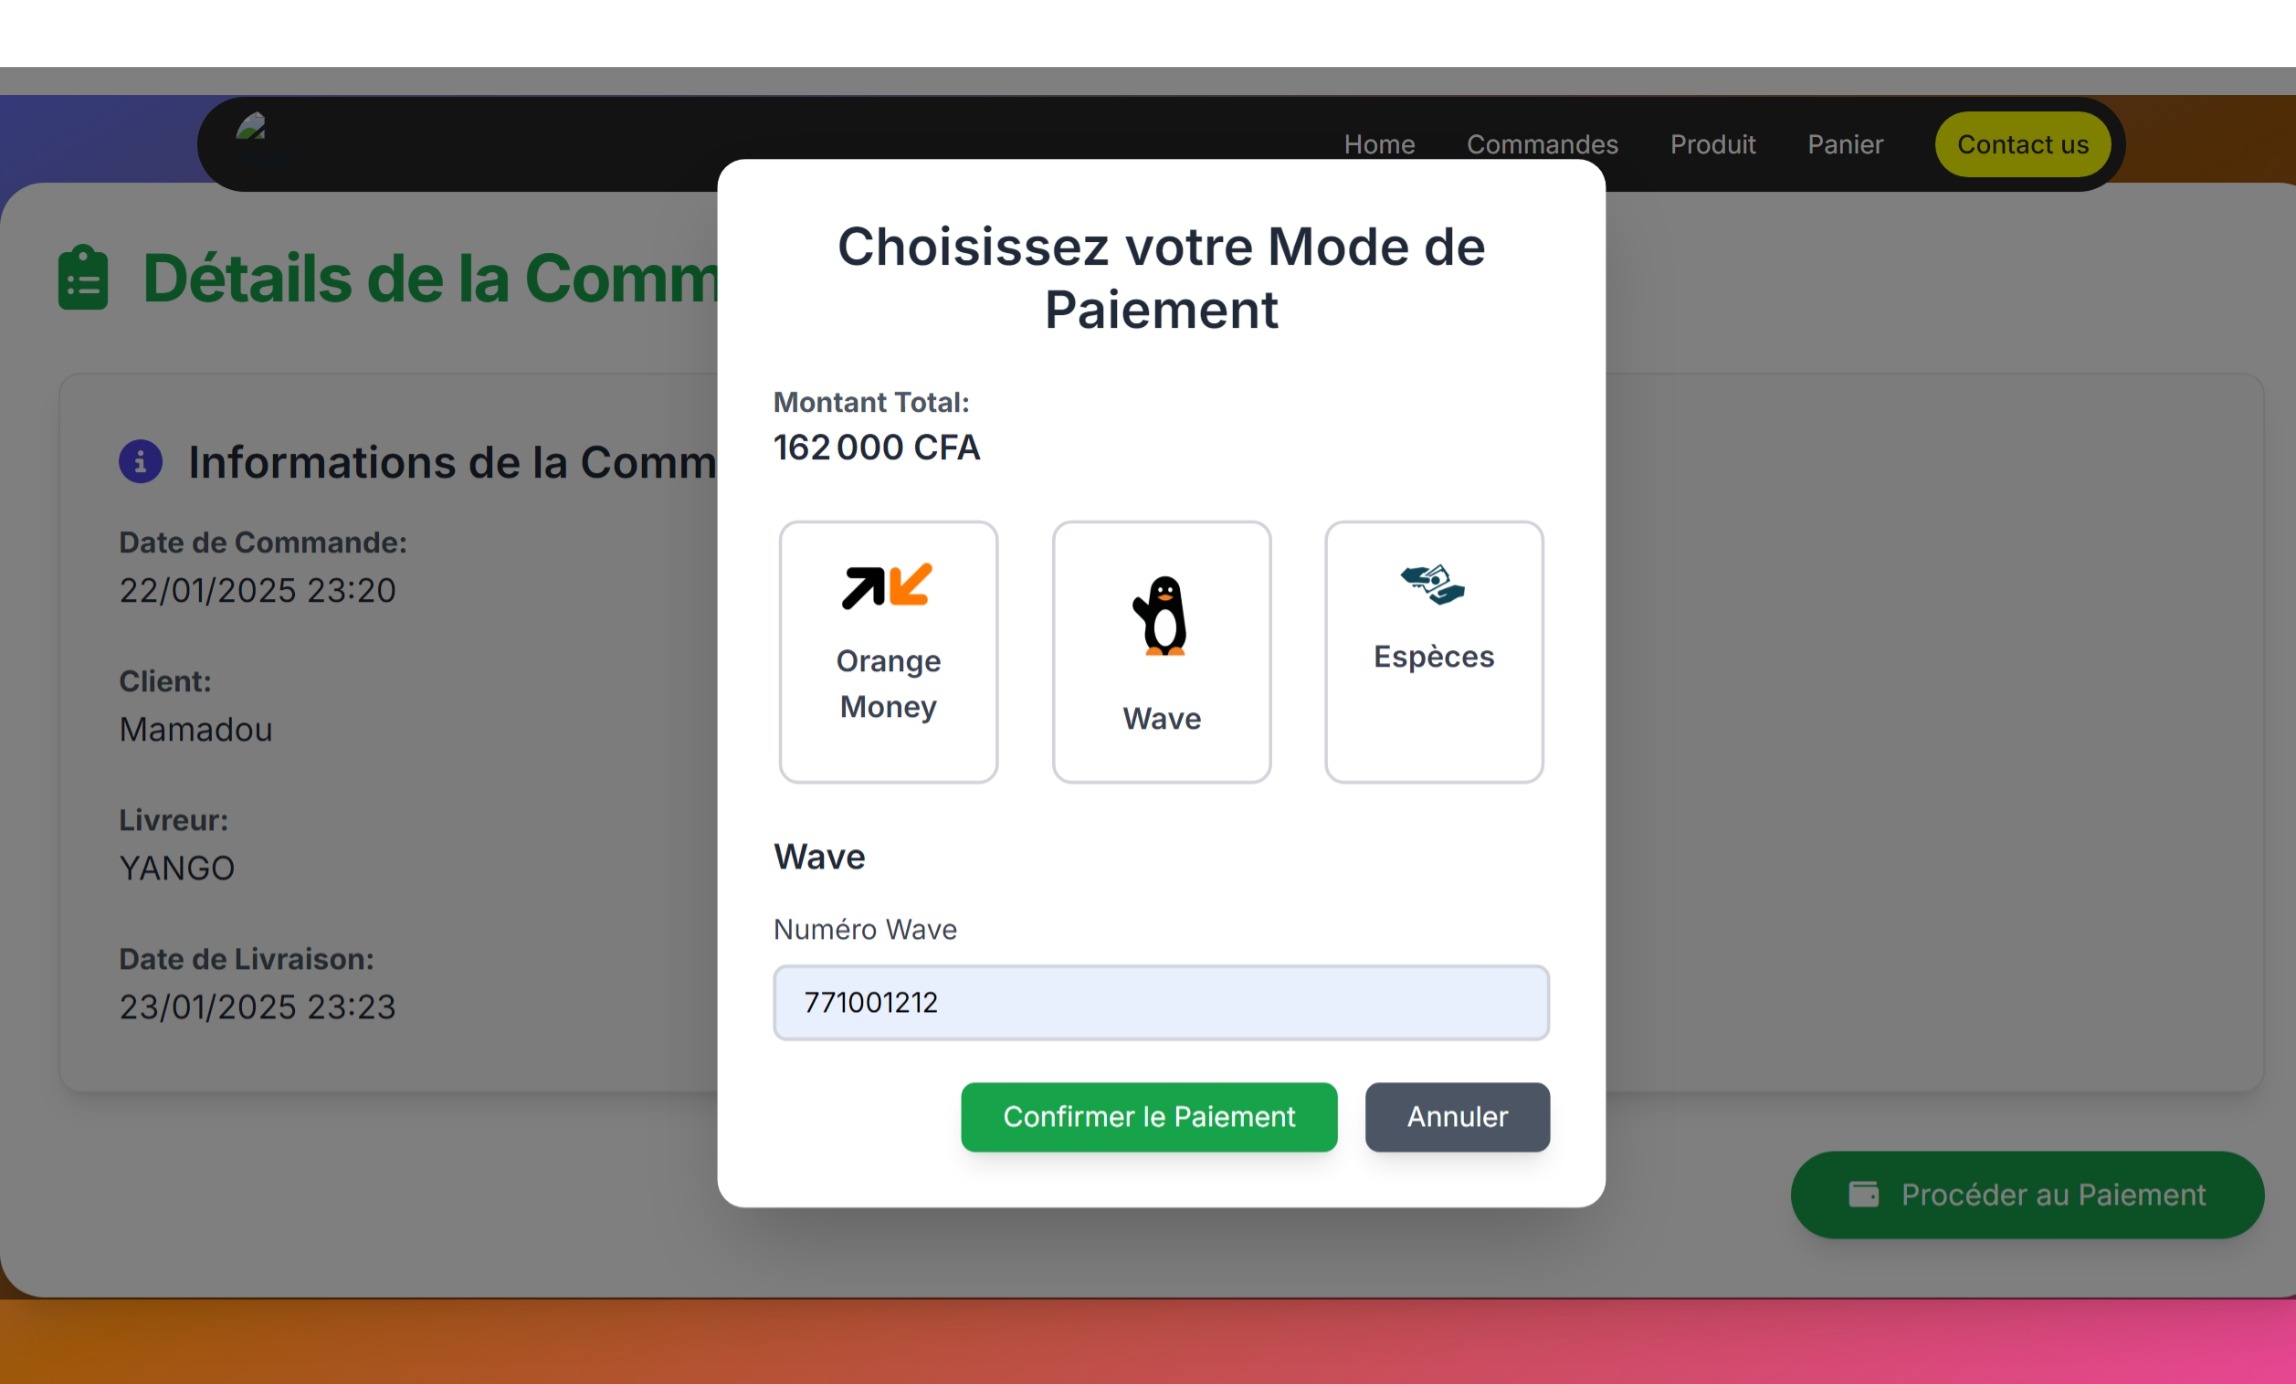 Home
Commandes
Produit
Panier
Contact us
Détails de la Comm
Informations de la Comm
Date de Commande:
22/01/2025 23:20
Client:
Mamadou
Livreur:
YANGO
Date de Livraison:
23/01/2025 23:23
Choisissez votre Mode de
Paiement
Montant Total:
162 000 CFA
Orange
Money
Wave
Espèces
Wave
Numéro Wave
771001212
Confirmer le Paiement
Annuler
Procéder au Paiement